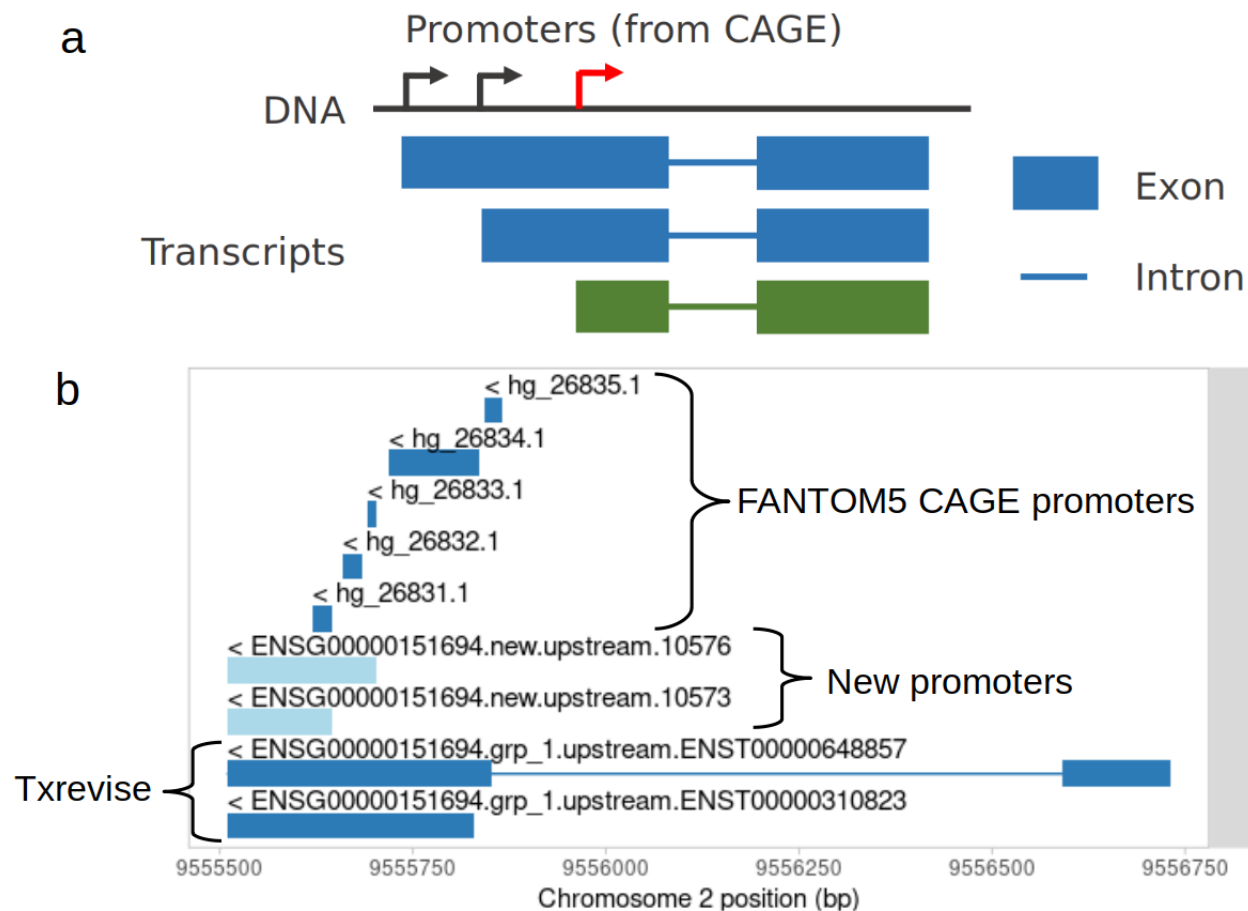 a
Promoters (from CAGE)
DNA
Exon
Transcripts
Intron
b
< hg_26835.1
< hg_26834.1
< hg_26833.1
FANTOM5 CAGE promoters
< hg_26832.1
< hg_26831.1
< ENSG00000151694.new.upstream.10576
New promoters
< ENSG00000151694.new.upstream.10573
< ENSG00000151694.grp_1.upstream.ENST00000648857
Txrevise
< ENSG00000151694.grp_1.upstream.ENST00000310823
9555500 9555750 9556000 9556250 9556500 9556750
Chromosome 2 position (bp)